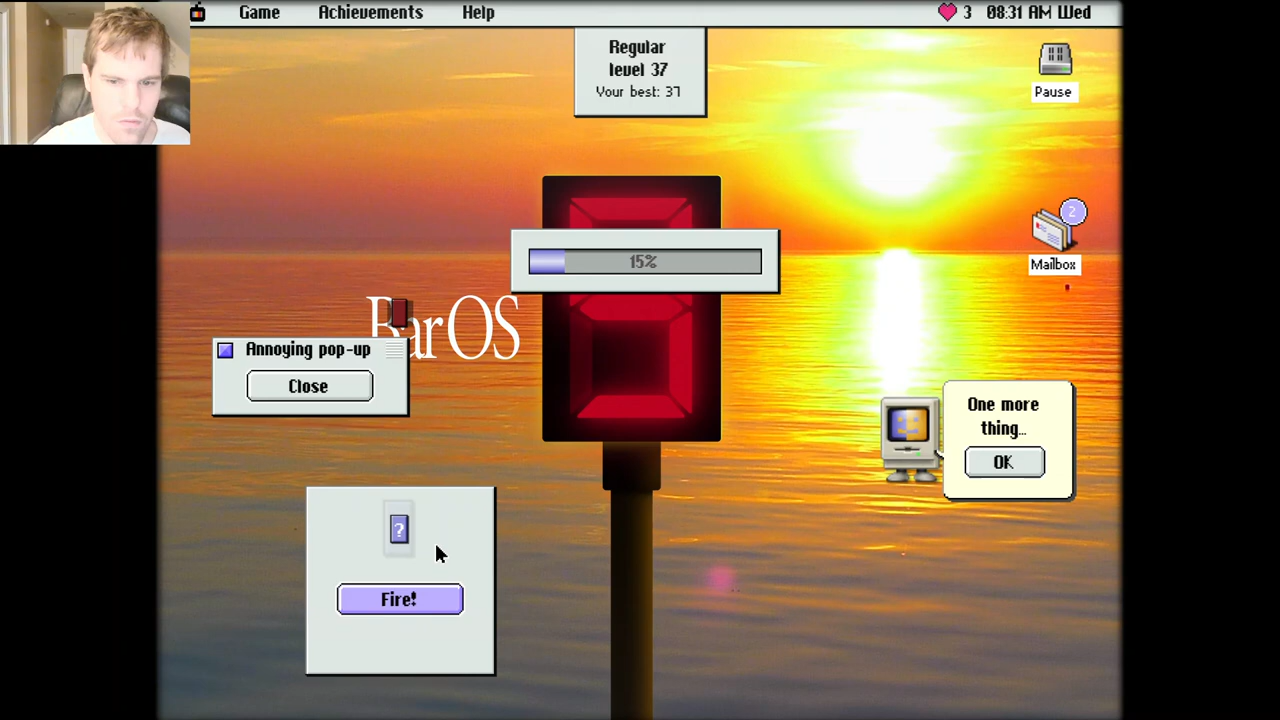 Game Achievements Help 3 08:31 AM Wed
Regular
level 37
Your best: 37
Pause
2
Mailbox
15%
BarOS
Annoying pop-up
Close
One more
thing...
OK
?
Fire!